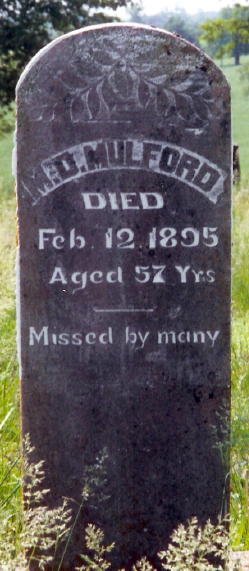 M.D. MULFORD
DIED
Feb. 12. 1895
Aged 57 Yrs
Missed by many